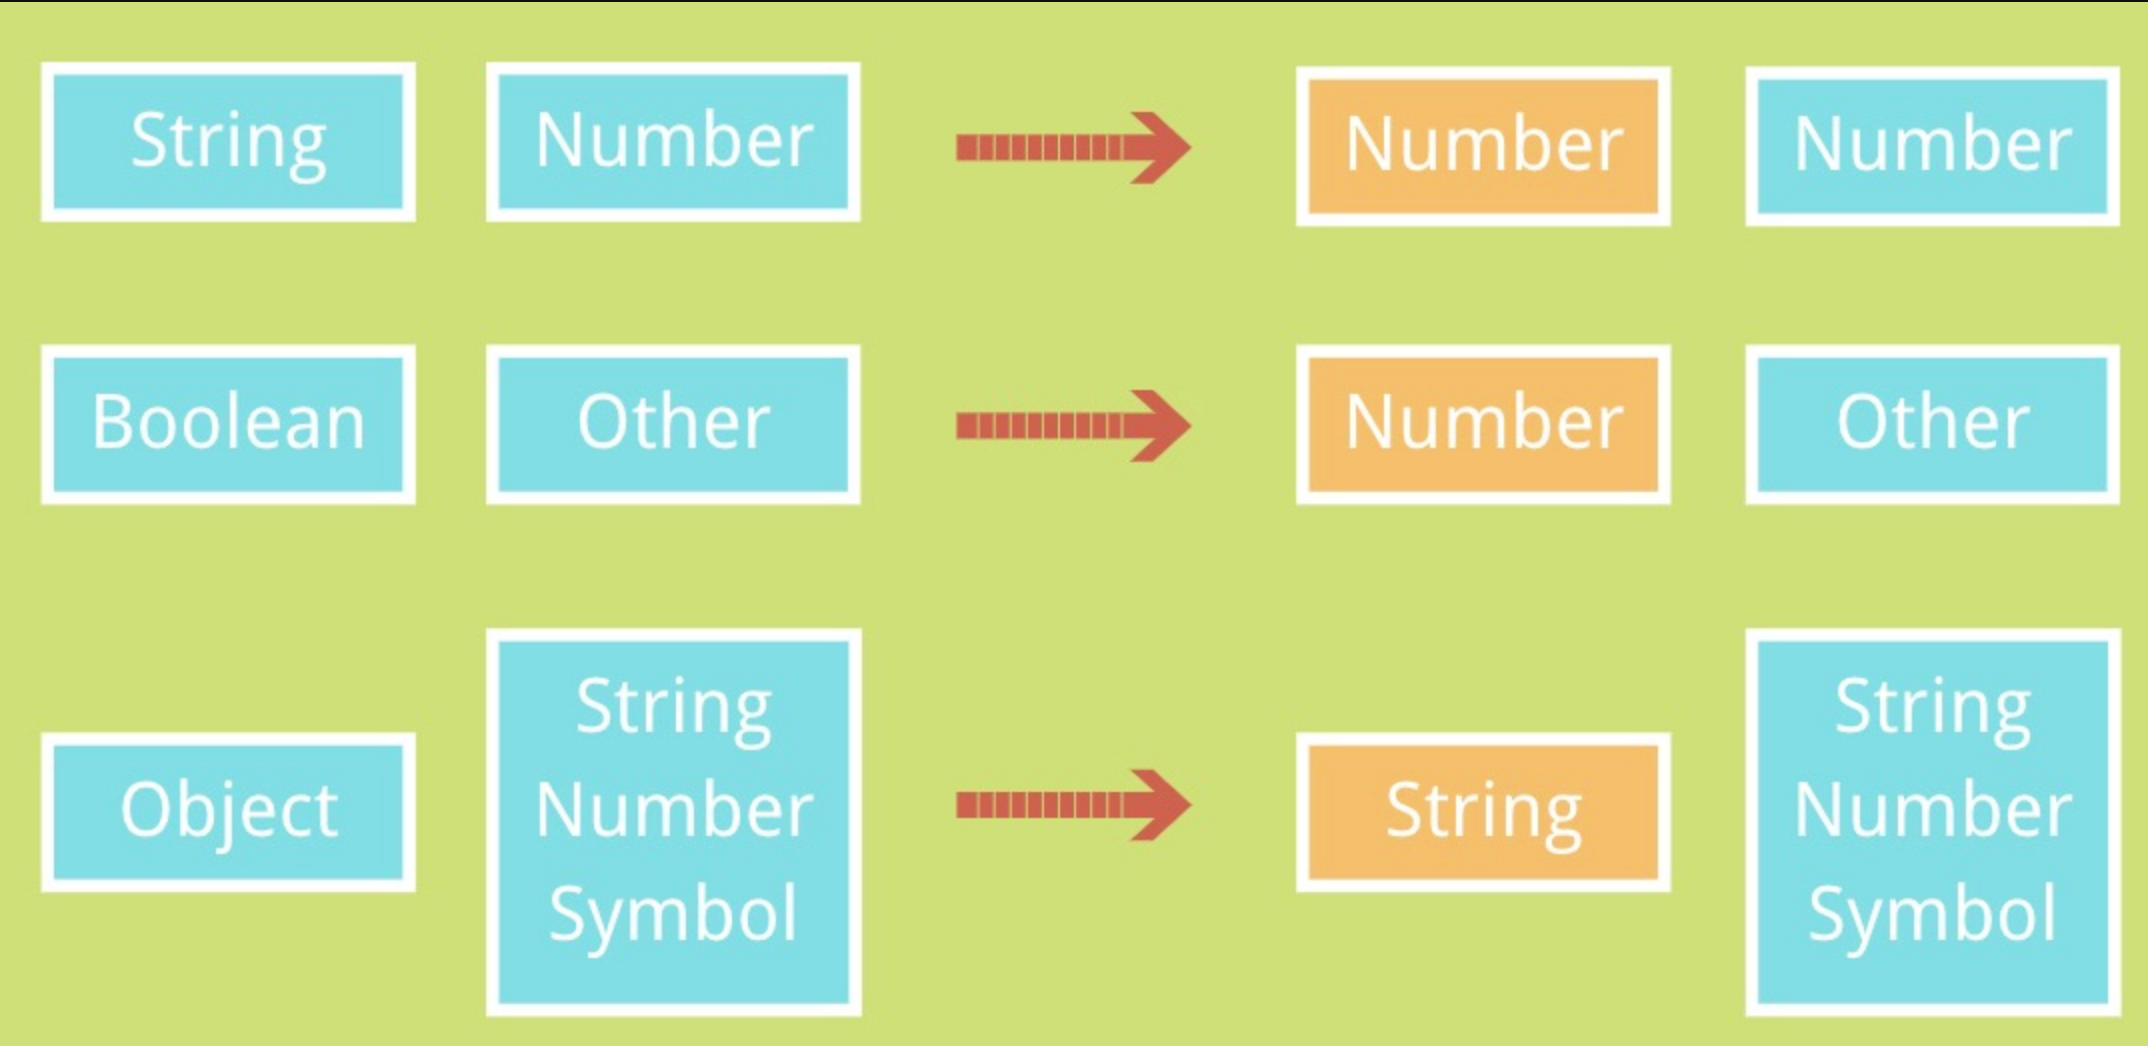 String Number Number Number
Boolean Other Number Other
Object
String
Number
Symbol
String
String
Number
Symbol